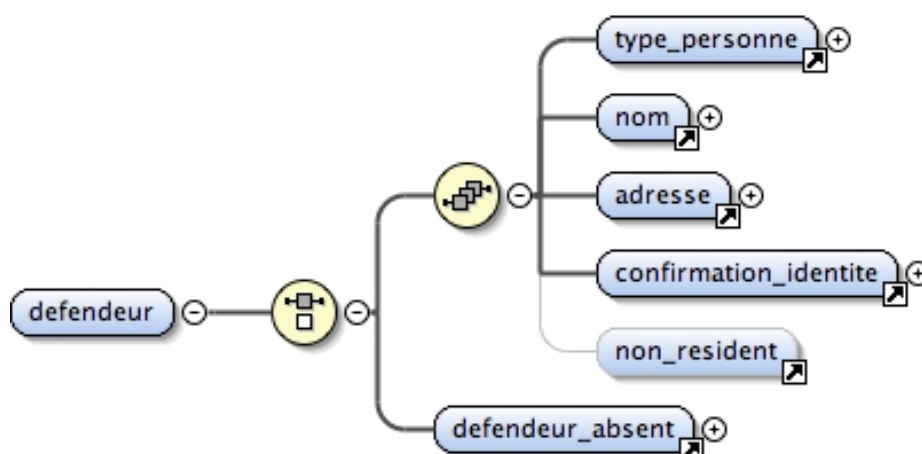 type_personne
nom
adresse
confirmation_identite
defendeur
non_resident
defendeur_absent